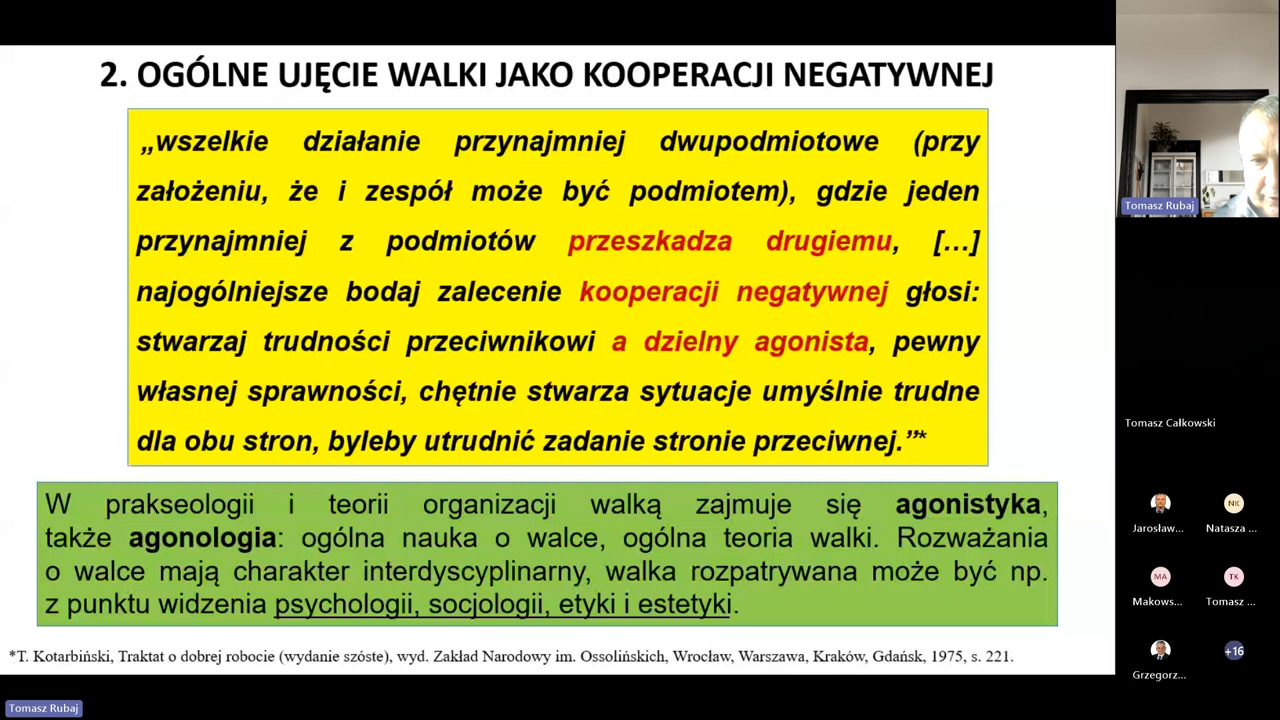 2. OGÓLNE UJĘCIE WALKI JAKO KOOPERACJI NEGATYWNEJ
„wszelkie działanie przynajmniej dwupodmiotowe (przy
założeniu, że i zespół może być podmiotem), gdzie jeden
przynajmniej z podmiotów przeszkadza drugiemu, […]
najogólniejsze bodaj zalecenie kooperacji negatywnej głosi:
stwarzaj trudności przeciwnikowi a dzielny agonista, pewny
własnej sprawności, chętnie stwarza sytuacje umyślnie trudne
dla obu stron, byleby utrudnić zadanie stronie przeciwnej.”*
W prakseologii i teorii organizacji walką zajmuje się agonistyka,
także agonologia: ogólna nauka o walce, ogólna teoria walki. Rozważania
o walce mają charakter interdyscyplinarny, walka rozpatrywana może być np.
z punktu widzenia psychologii, socjologii, etyki i estetyki.
*T. Kotarbiński, Traktat o dobrej robocie (wydanie szóste), wyd. Zakład Narodowy im. Ossolińskich, Wrocław, Warszawa, Kraków, Gdańsk, 1975, s. 221.
Tomasz Rubaj
Tomasz Rubaj
Tomasz Całkowski
NK
Jarosław... Natasza ...
MA TK
Makows... Tomasz ...
+16
Grzegorz...